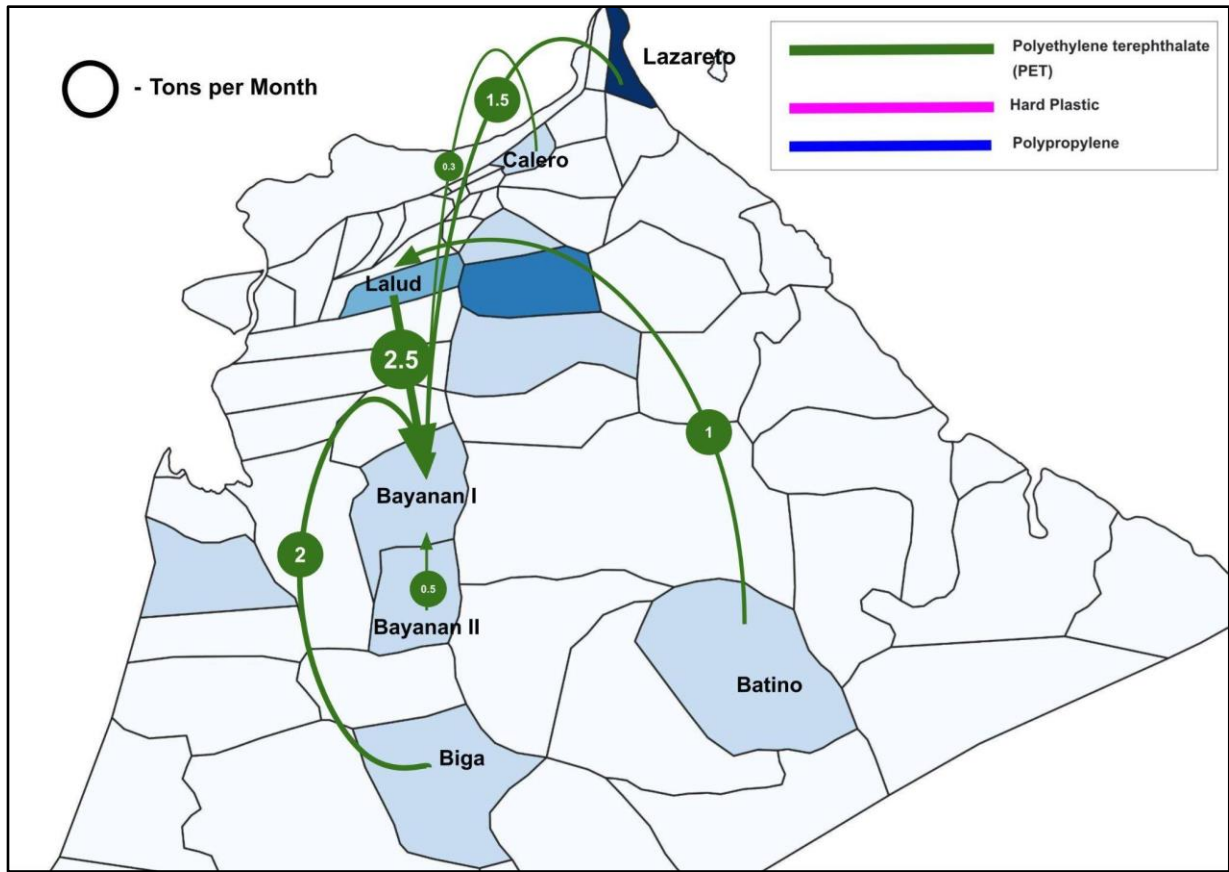 - Tons per Month
Polyethylene terephthalate
(PET)
Hard Plastic
Polypropylene
Lazareto
1.5
Calero
0.3
Lalud
2.5
1
Bayanan I
2
0.5
Bayanan II
Batino
Biga